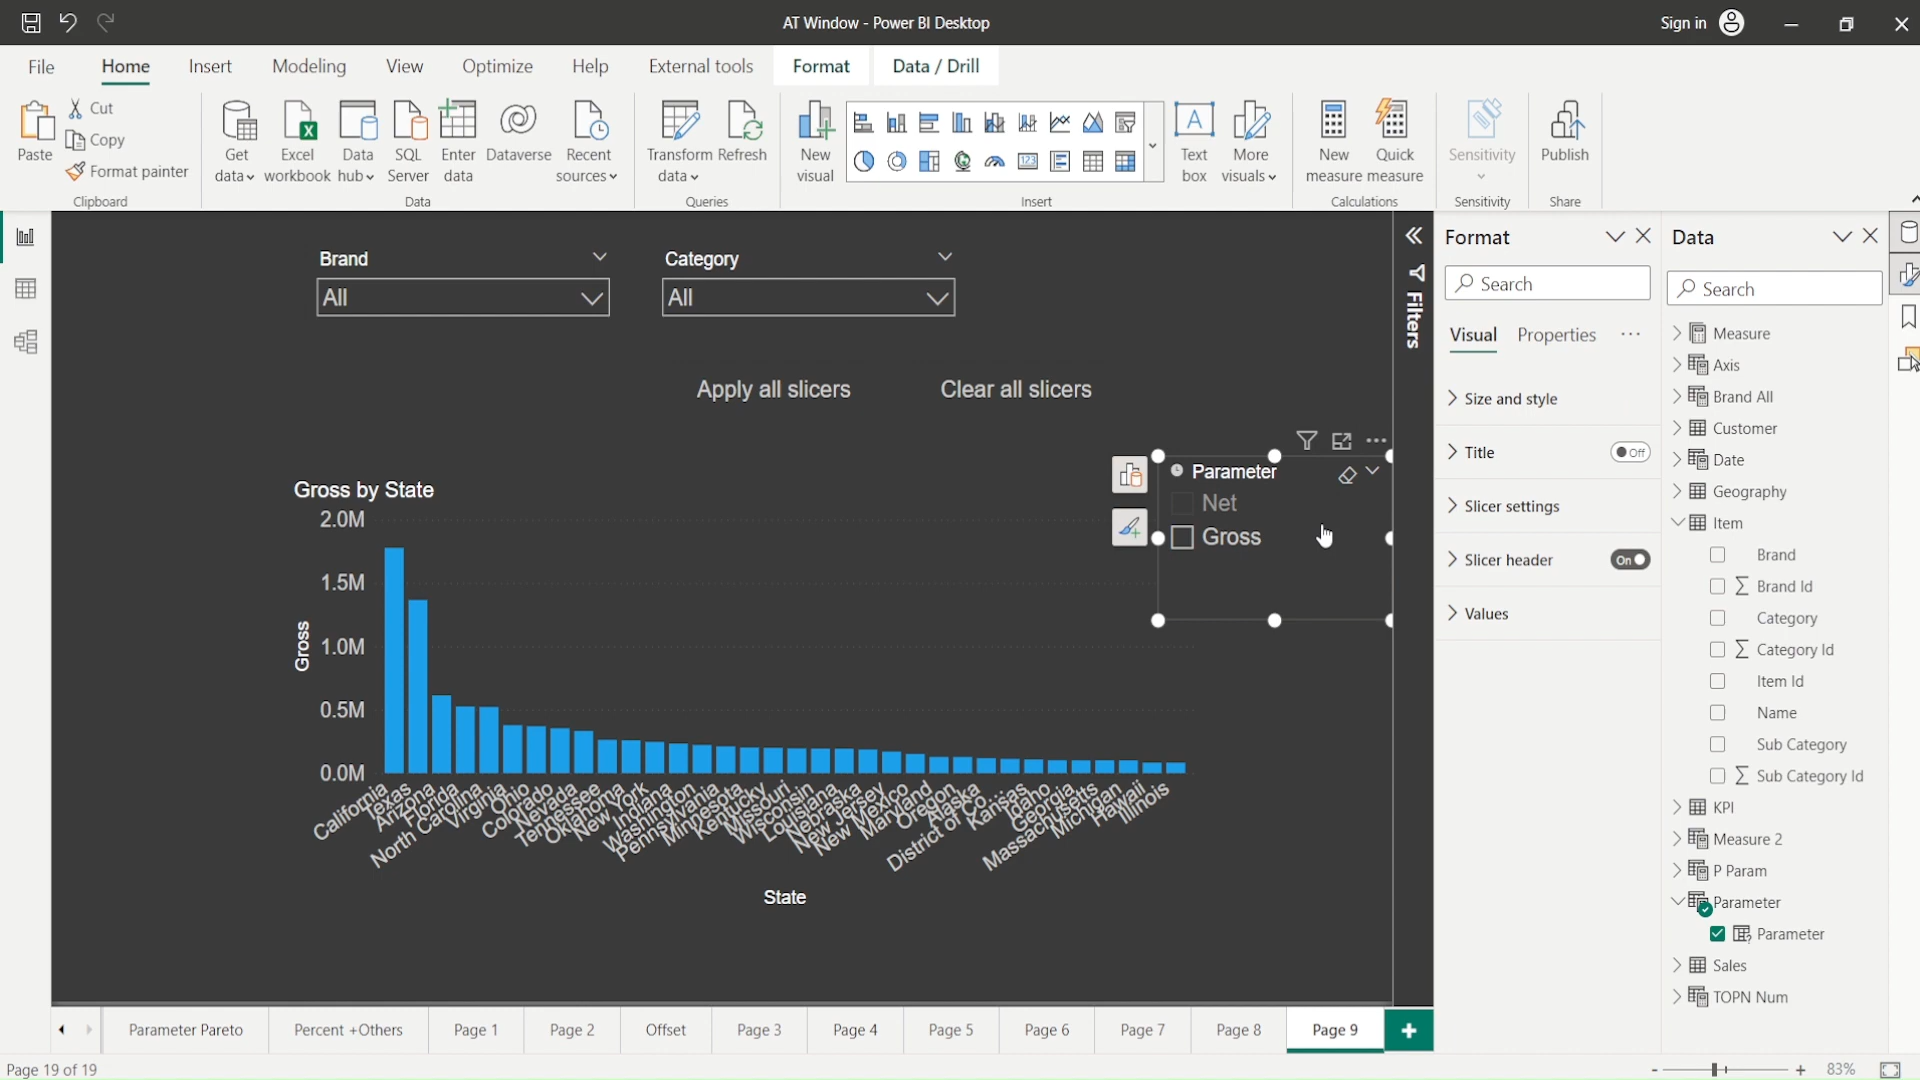 AT Window - Power BI Desktop
Sign in
File Home Insert Modeling View Optimize Help External tools Format Data / Drill
Paste
Cut
Copy
Format painter
Clipboard
Get data
Excel workbook
Data hub
SQL Server
Enter data
Dataverse
Recent sources
Data
Transform data
Refresh
Queries
New visual
Insert
Text box
More visuals
New measure
Quick measure
Calculations
Sensitivity
Sensitivity
Publish
Share
Brand
All
Category
All
Apply all slicers
Clear all slicers
Parameter
Net
Gross
Gross by State
2.0M
1.5M
1.0M
0.5M
0.0M
Gross
California
Texas
Arizona
Florida
North Carolina
Virginia
Ohio
Colorado
Nevada
Tennessee
Oklahoma
New York
Indiana
Washington
Pennsylvania
Minnesota
Kentucky
Missouri
Wisconsin
Louisiana
Nebraska
New Jersey
New Mexico
Maryland
Oregon
Alaska
District of Co...
Kansas
Idaho
Georgia
Massachusetts
Michigan
Hawaii
Illinois
State
Filters
Format
Search
Visual Properties
Size and style
Title Off
Slicer settings
Slicer header On
Values
Data
Search
Measure
Axis
Brand All
Customer
Date
Geography
Item
Brand
Brand Id
Category
Category Id
Item Id
Name
Sub Category
Sub Category Id
KPI
Measure 2
P Param
Parameter
Parameter
Sales
TOPN Num
Parameter Pareto Percent +Others Page 1 Page 2 Offset Page 3 Page 4 Page 5 Page 6 Page 7 Page 8 Page 9
Page 19 of 19
83%